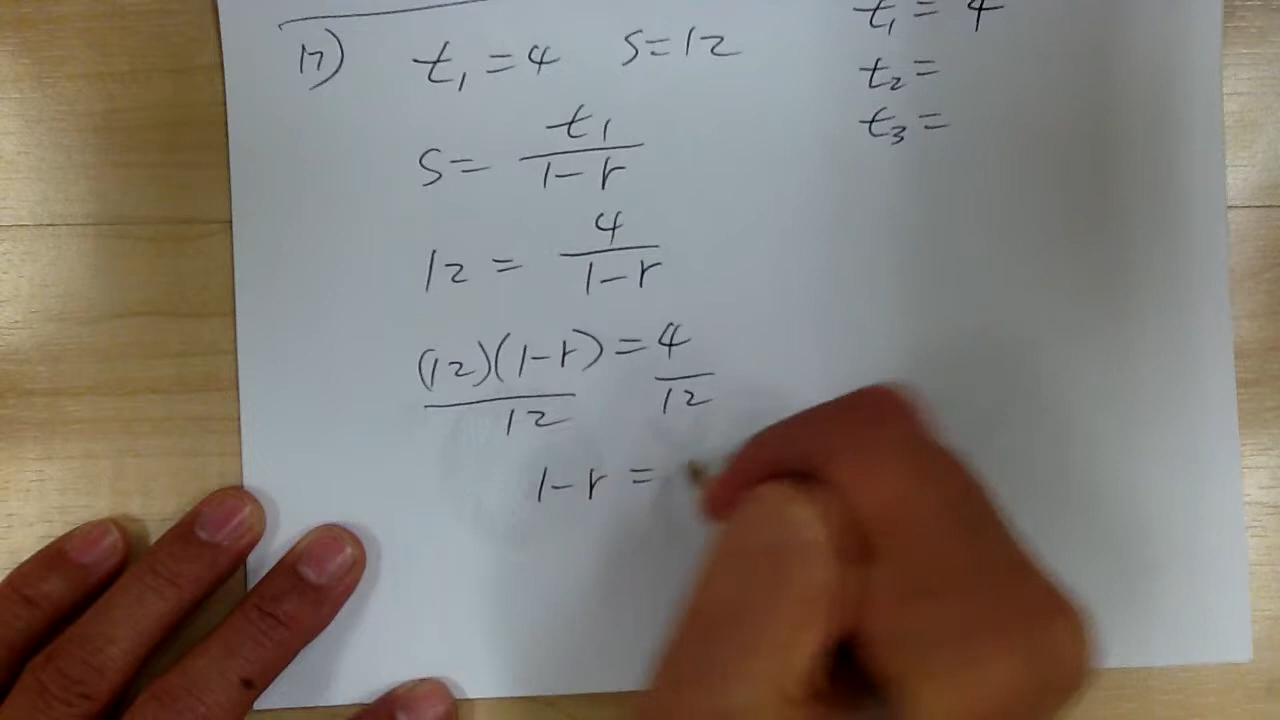 17) t₁ = 4 s = 12
s = t₁ / 1-r
12 = 4 / 1-r
(12)(1-r) / 12 = 4 / 12
1-r =
t₁ = 4
t₂ =
t₃ =